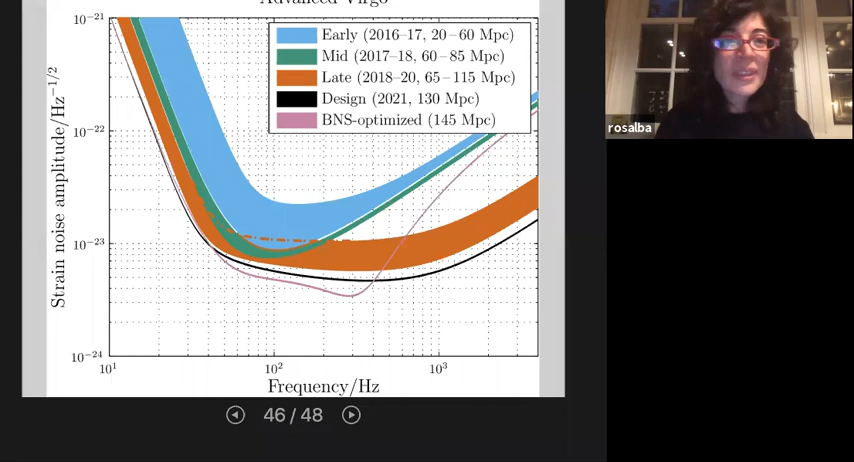 Advanced Virgo
Early (2016–17, 20–60 Mpc)
Mid (2017–18, 60–85 Mpc)
Late (2018–20, 65–115 Mpc)
Design (2021, 130 Mpc)
BNS-optimized (145 Mpc)
Strain noise amplitude/Hz^{-1/2}
10^{-21}
10^{-22}
10^{-23}
10^{-24}
10^{1}
10^{2}
10^{3}
Frequency/Hz
46 / 48
rosalba